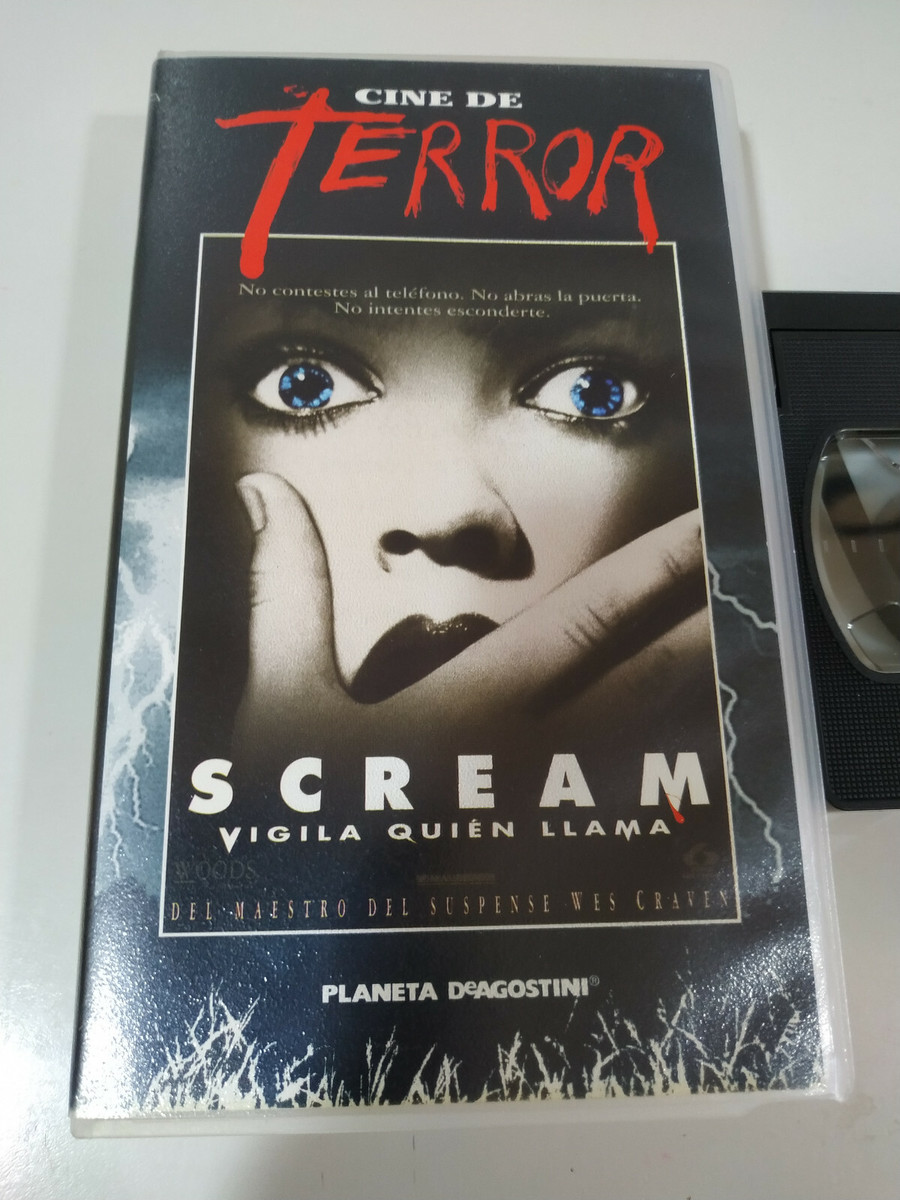 CINE DE
TERROR
No contestes al teléfono. No abras la puerta.
No intentes esconderte.
SCREAM
VIGILA QUIÉN LLAMA
WOODS
DEL MAESTRO DEL SUSPENSE WES CRAVEN
PLANETA DeAGOSTINI®